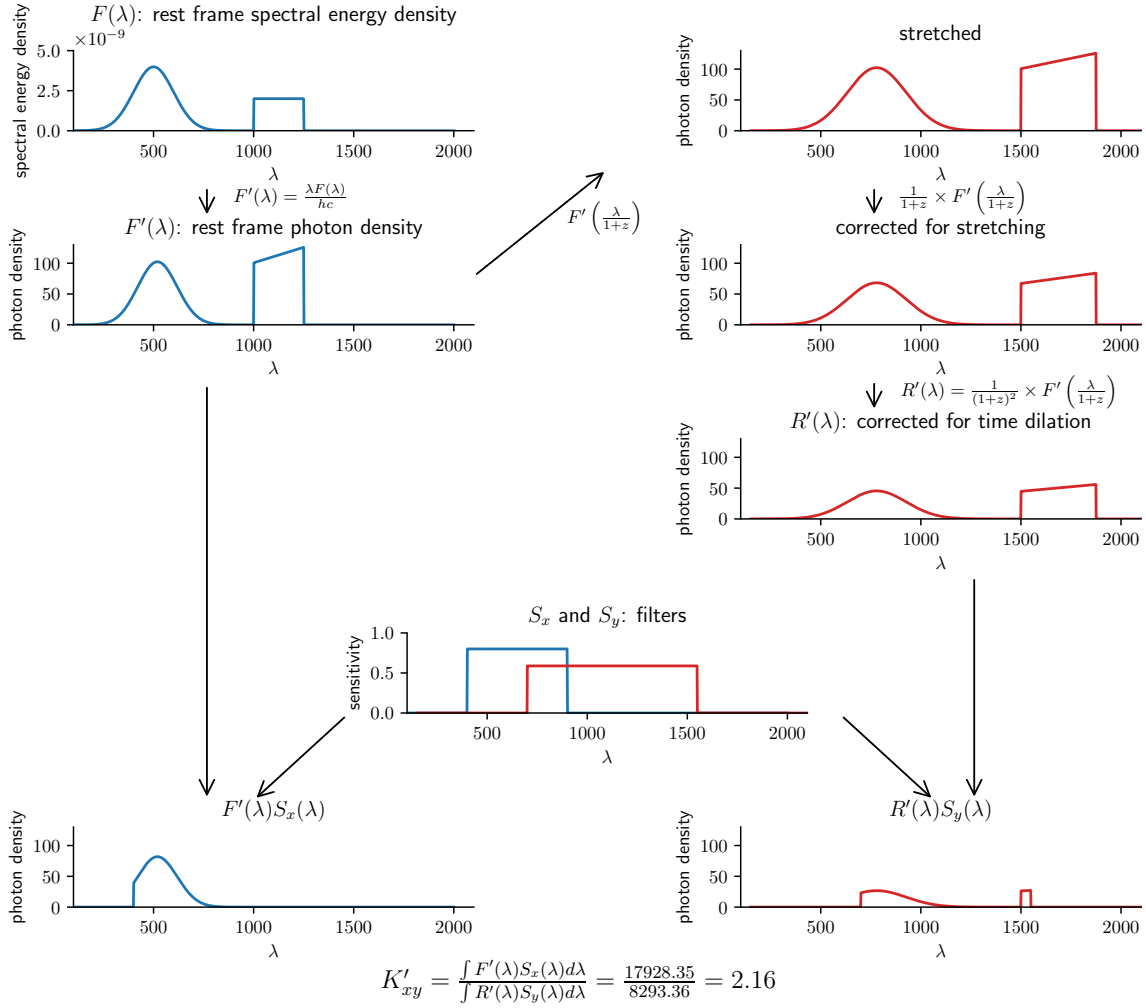 F(λ): rest frame spectral energy density
×10⁻⁹
spectral energy density
5.0
2.5
0.0
500 1000 1500 2000
λ
F′(λ) = λF(λ)/hc
F′(λ): rest frame photon density
photon density
100
50
0
500 1000 1500 2000
λ
F′(λ/(1+z))
stretched
photon density
100
50
0
500 1000 1500 2000
λ
1/(1+z) × F′(λ/(1+z))
corrected for stretching
photon density
100
50
0
500 1000 1500 2000
λ
R′(λ) = 1/(1+z)² × F′(λ/(1+z))
R′(λ): corrected for time dilation
photon density
100
50
0
500 1000 1500 2000
λ
Sₓ and S_y: filters
sensitivity
1.0
0.5
0.0
500 1000 1500 2000
λ
F′(λ)Sₓ(λ)
photon density
100
50
0
500 1000 1500 2000
λ
R′(λ)S_y(λ)
photon density
100
50
0
500 1000 1500 2000
λ
K′_xy = ∫ F′(λ)Sₓ(λ)dλ / ∫ R′(λ)S_y(λ)dλ = 17928.35/8293.36 = 2.16